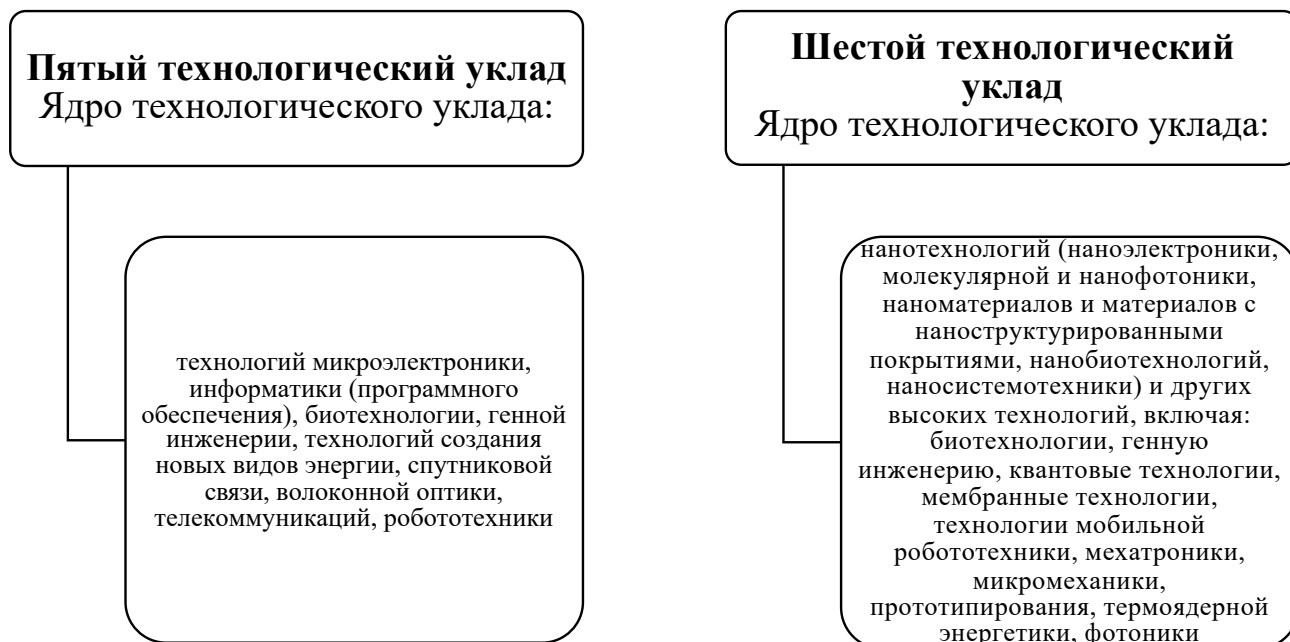 Пятый технологический уклад
Ядро технологического уклада:
технологий микроэлектроники,
информатики (программного
обеспечения), биотехнологии, генной
инженерии, технологий создания
новых видов энергии, спутниковой
связи, волоконной оптики,
телекоммуникаций, робототехники
Шестой технологический
уклад
Ядро технологического уклада:
нанотехнологий (наноэлектроники,
молекулярной и нанофотоники,
наноматериалов и материалов с
наноструктурированными
покрытиями, нанобиотехнологий,
наносистемотехники) и других
высоких технологий, включая:
биотехнологии, генную
инженерию, квантовые технологии,
мембранные технологии,
технологии мобильной
робототехники, мехатроники,
микромеханики,
прототипирования, термоядерной
энергетики, фотоники